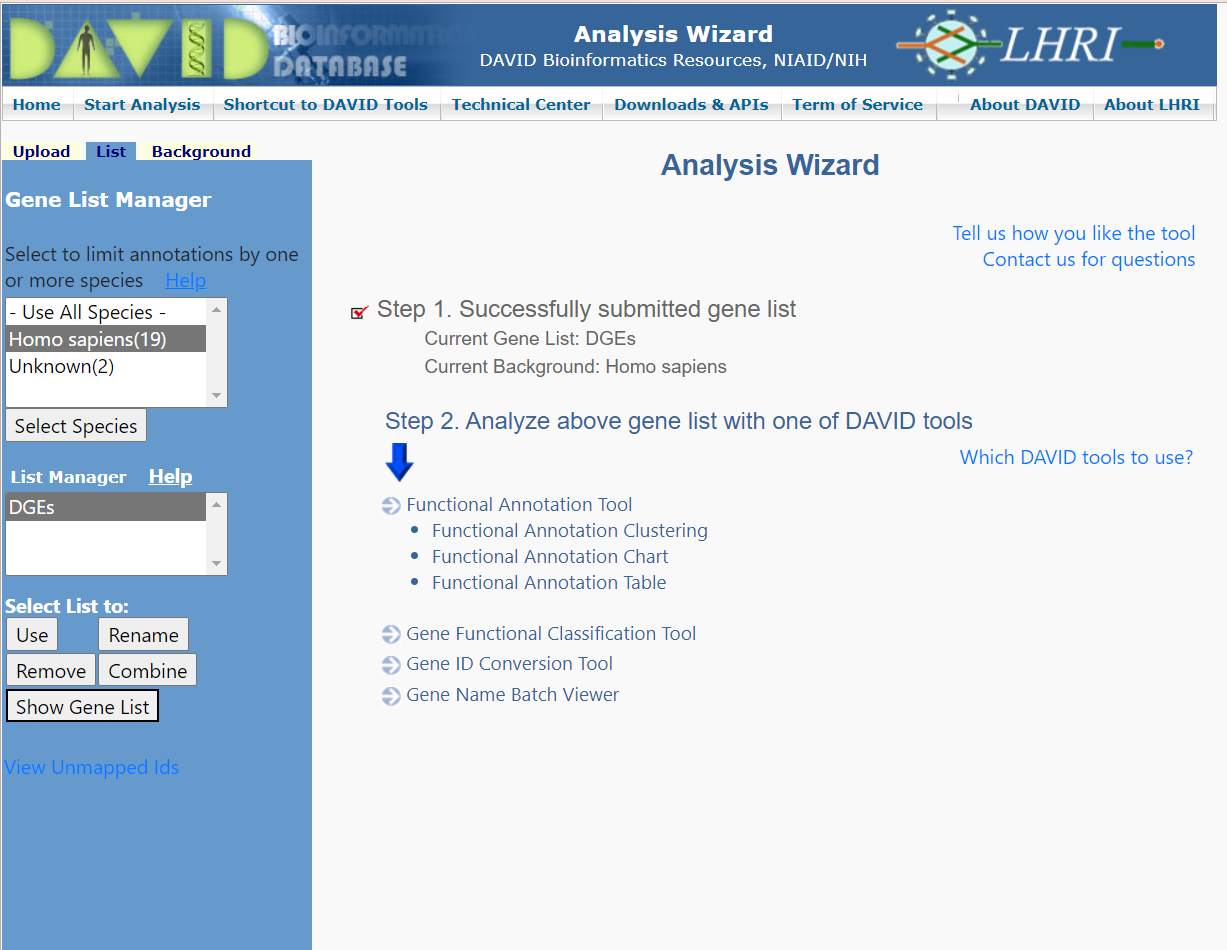 DAVID BIOINFORMATICS
DATABASE
Analysis Wizard
DAVID Bioinformatics Resources, NIAID/NIH
LHRI
Home Start Analysis Shortcut to DAVID Tools Technical Center Downloads & APIs Term of Service About DAVID About LHRI
Upload List Background
Gene List Manager
Select to limit annotations by one
or more species Help
- Use All Species -
Homo sapiens(19)
Unknown(2)
Select Species
List Manager Help
DGEs
Select List to:
Use Rename
Remove Combine
Show Gene List
View Unmapped Ids
Analysis Wizard
Tell us how you like the tool
Contact us for questions
Step 1. Successfully submitted gene list
Current Gene List: DGEs
Current Background: Homo sapiens
Step 2. Analyze above gene list with one of DAVID tools
Which DAVID tools to use?
Functional Annotation Tool
Functional Annotation Clustering
Functional Annotation Chart
Functional Annotation Table
Gene Functional Classification Tool
Gene ID Conversion Tool
Gene Name Batch Viewer